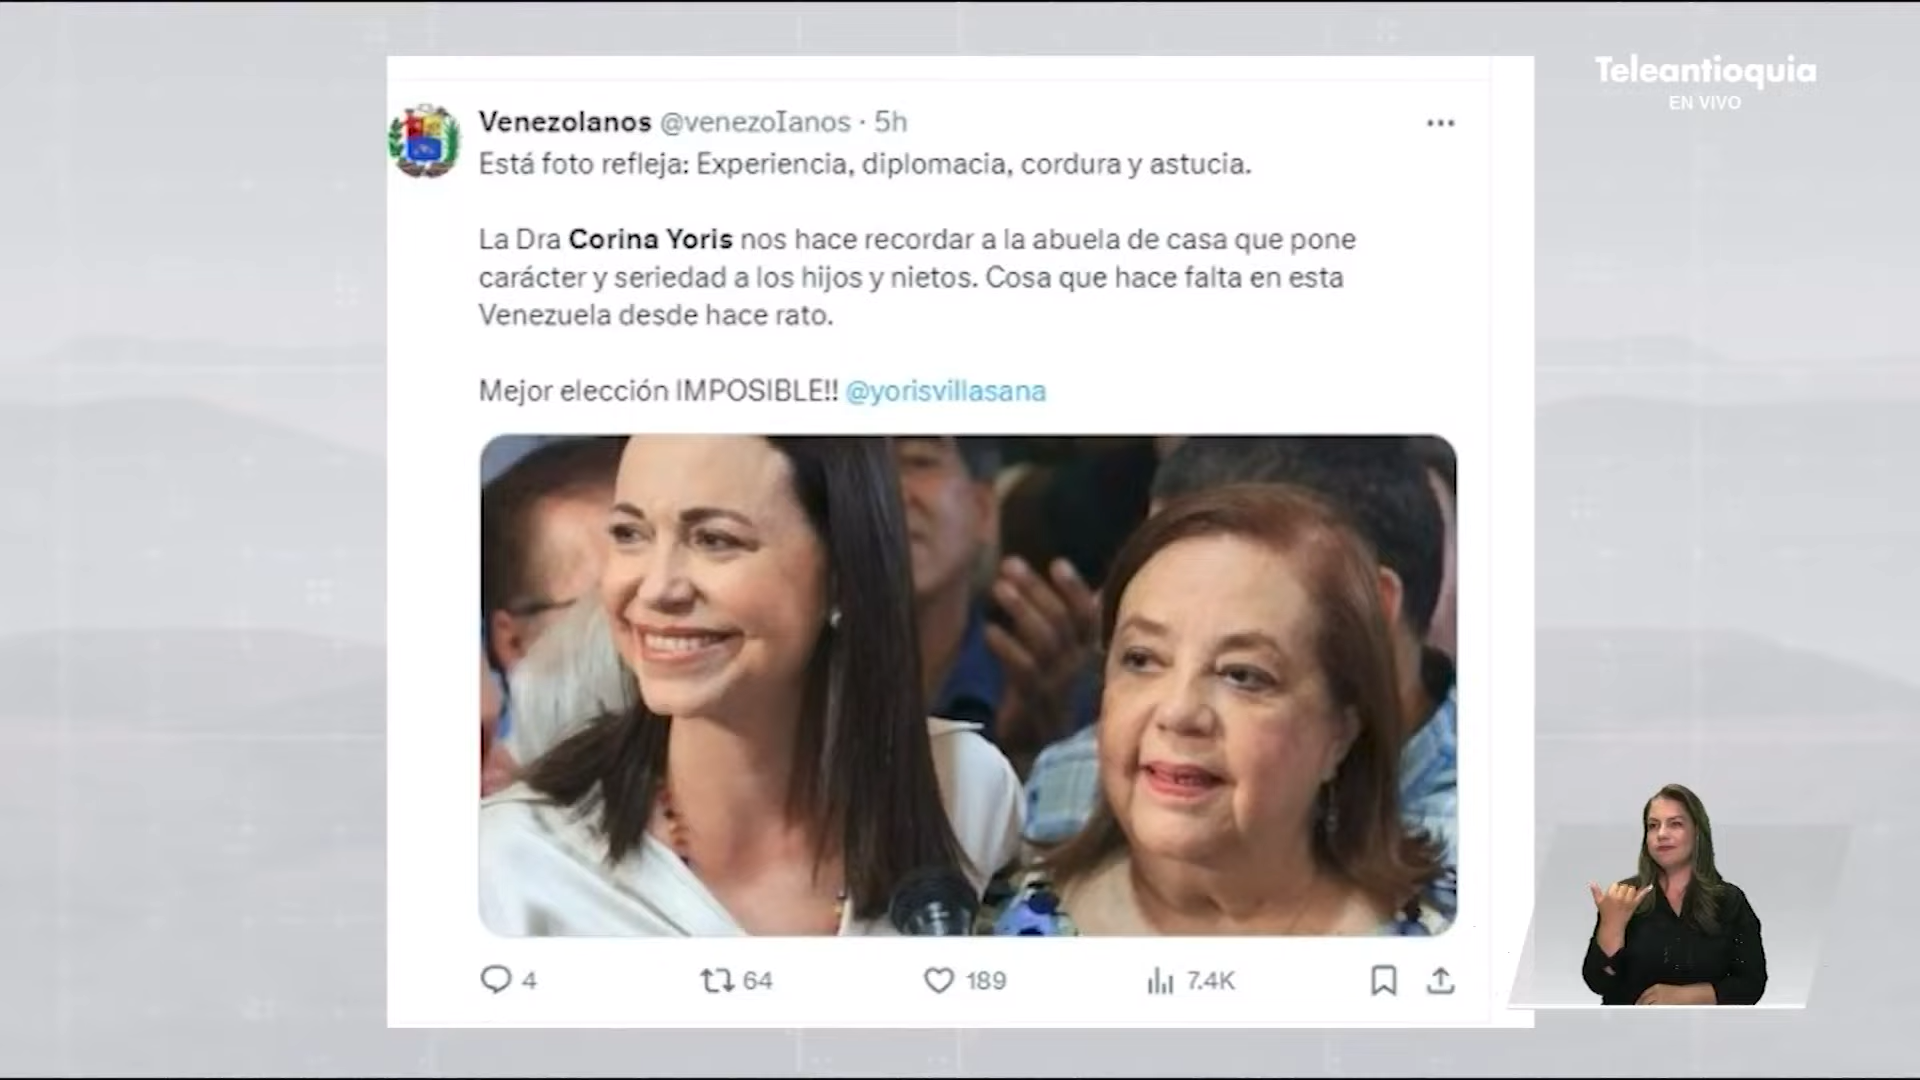 Teleantioquia
EN VIVO
Venezolanos @venezoIanos · 5h
Está foto refleja: Experiencia, diplomacia, cordura y astucia.
La Dra Corina Yoris nos hace recordar a la abuela de casa que pone
carácter y seriedad a los hijos y nietos. Cosa que hace falta en esta
Venezuela desde hace rato.
Mejor elección IMPOSIBLE!! @yorisvillasana
4 64 189 7.4K